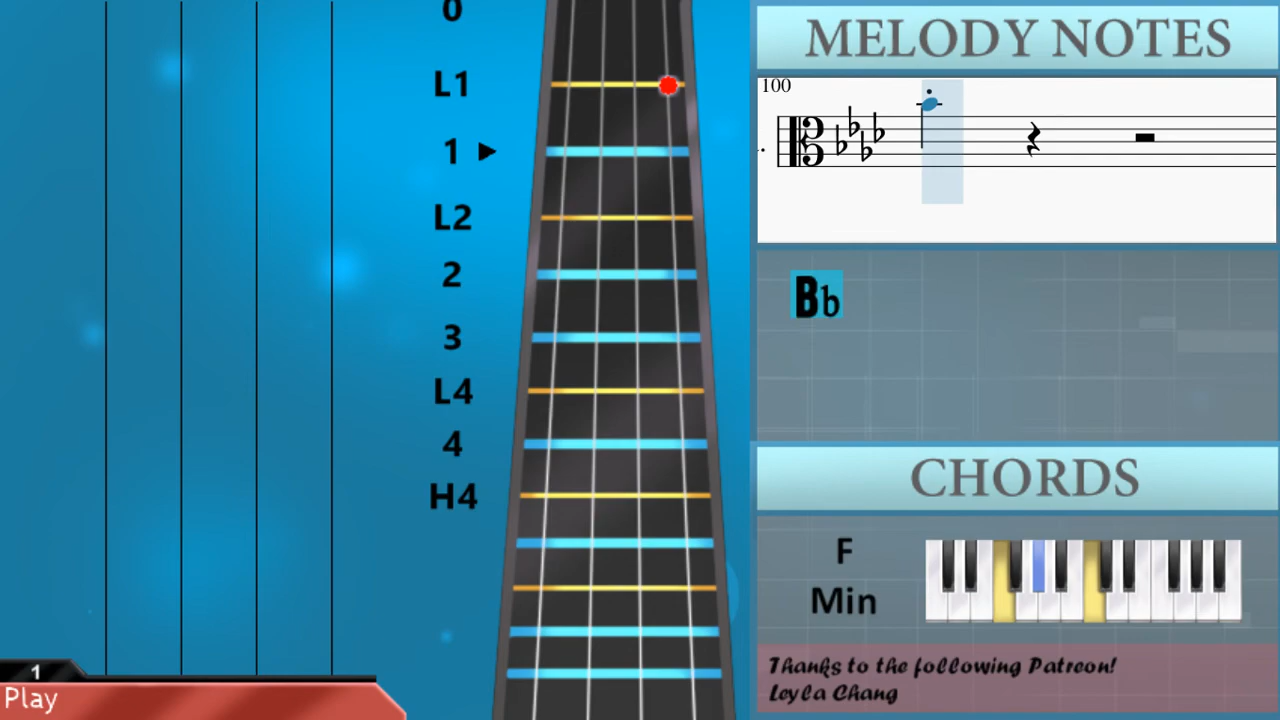 0
L1
1
L2
2
3
L4
4
H4
MELODY NOTES
100
Bb
CHORDS
F
Min
Thanks to the following Patreon!
Leyla Chang
1
Play